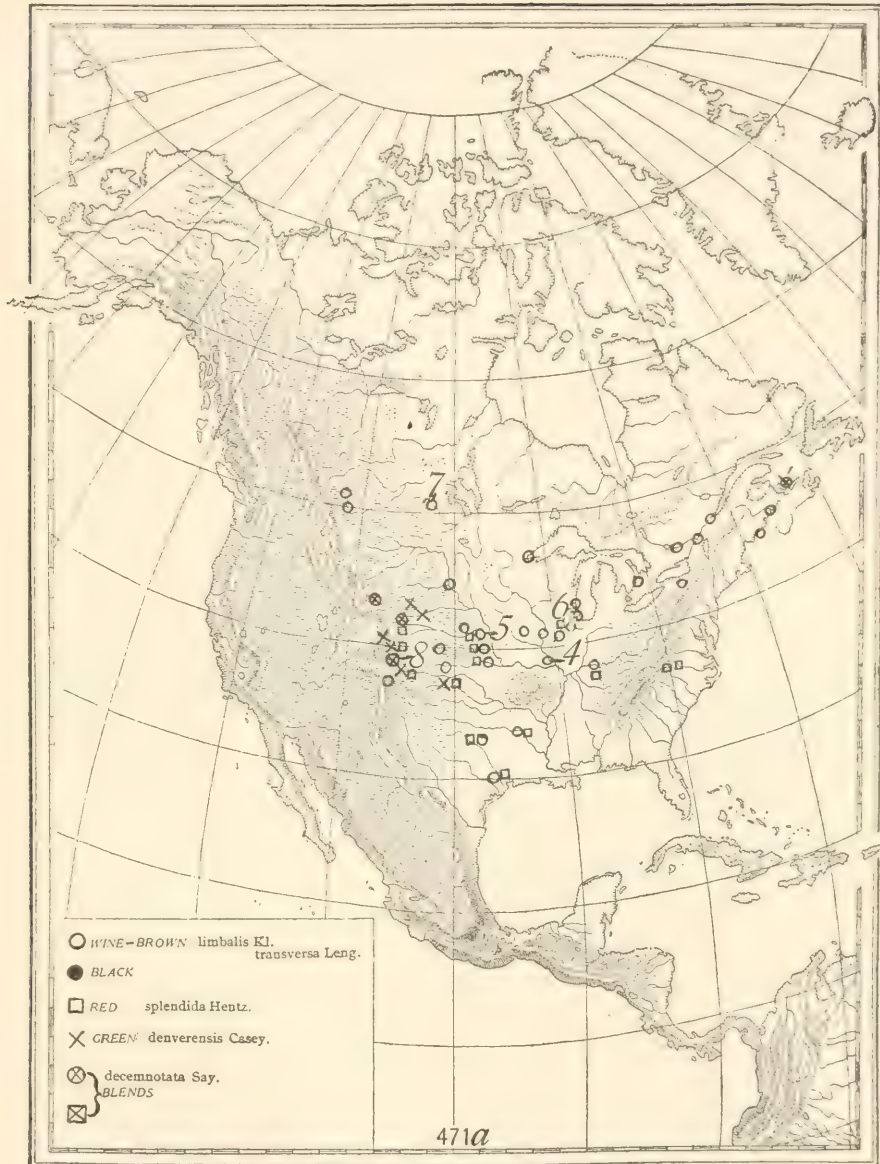 7
6
5
4
8
WINE-BROWN limbalis Kl.
transversa Leng.
BLACK
RED splendida Hentz.
GREEN denverensis Casey.
decemnotata Say.
BLENDS
471a